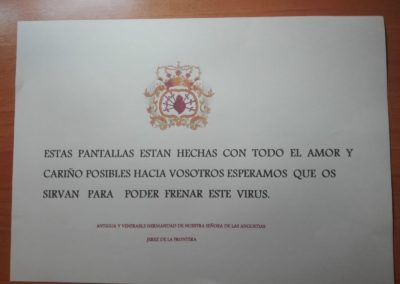 ESTAS PANTALLAS ESTAN HECHAS CON TODO EL AMOR Y
CARIÑO POSIBLES HACIA VOSOTROS ESPERAMOS QUE OS
SIRVAN PARA PODER FRENAR ESTE VIRUS.
ANTIGUA Y VENERABLE HERMANDAD DE NUESTRA SEÑORA DE LAS ANGUSTIAS
JEREZ DE LA FRONTERA